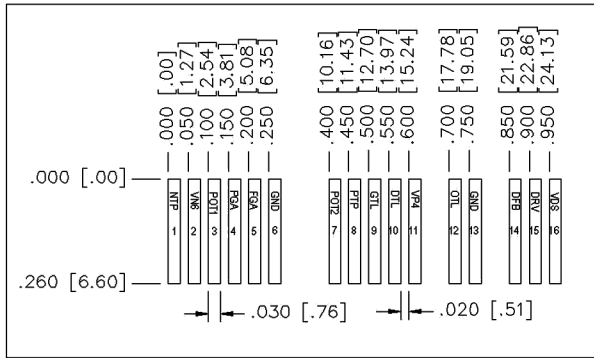 [.00] [1.27] [2.54] [3.81] [5.08] [6.35] [10.16] [11.43] [12.70] [13.97] [15.24] [17.78] [19.05] [21.59] [22.86] [24.13]
.000 .050 .100 .150 .200 .250 .400 .450 .500 .550 .600 .700 .750 .850 .900 .950
.000 [.00]
NTP VN6 POT1 PGA FGA GND POT2 PTP GTL DTL VP4 OTL GND DFB DRV VDS
1 2 3 4 5 6 7 8 9 10 11 12 13 14 15 16
.260 [6.60]
.030 [.76] .020 [.51]